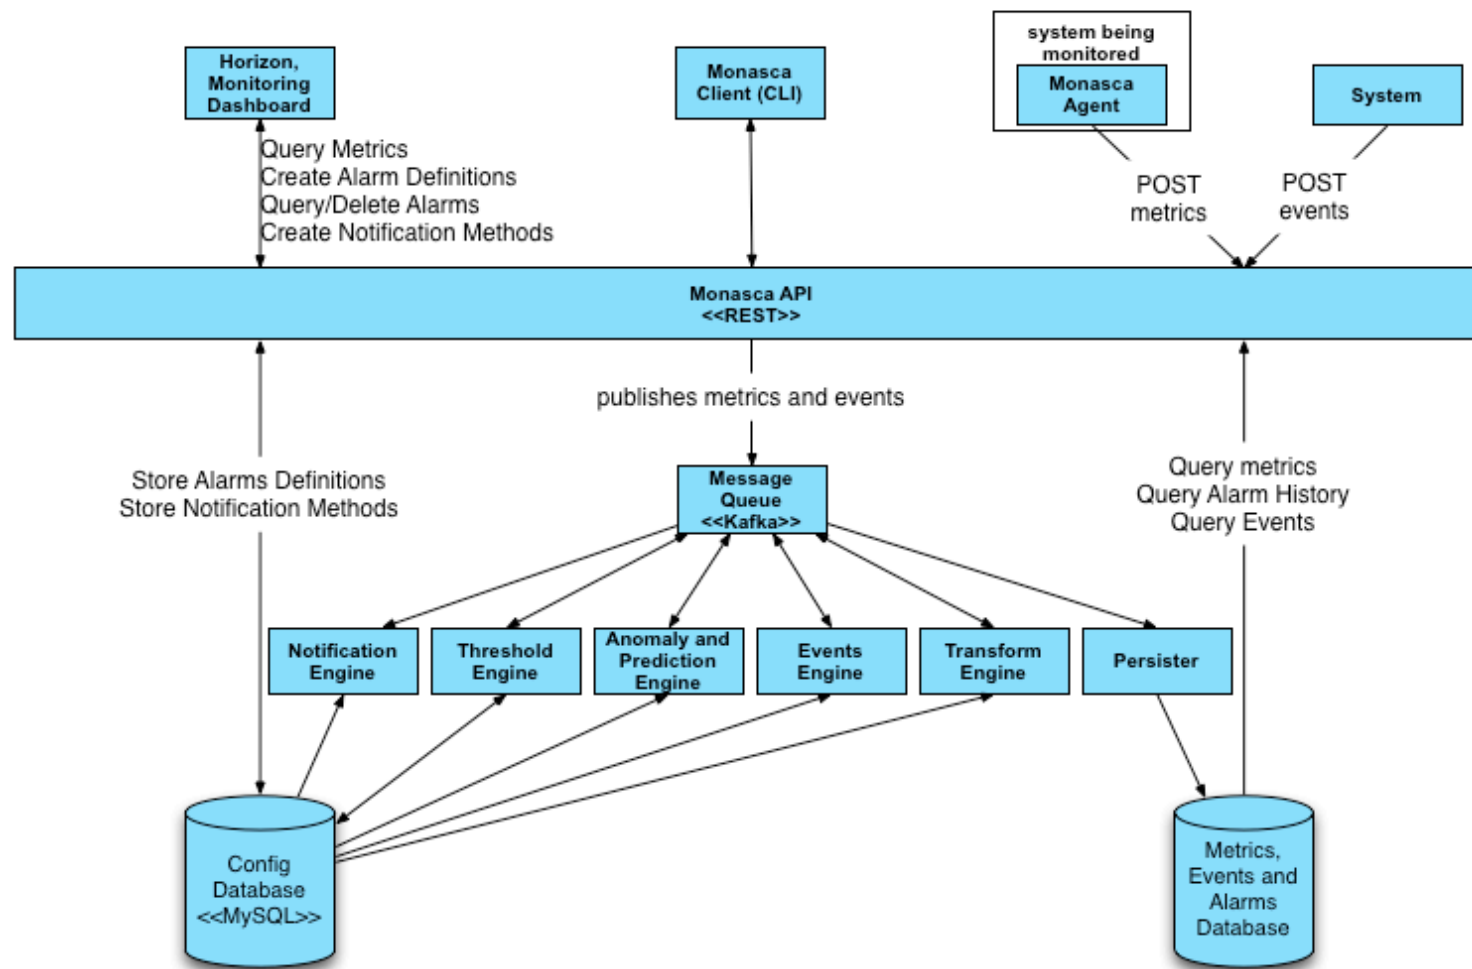 Horizon,
Monitoring
Dashboard
Monasca
Client (CLI)
system being
monitored
Monasca
Agent
System
Query Metrics
Create Alarm Definitions
Query/Delete Alarms
Create Notification Methods
POST
metrics
POST
events
Monasca API
<<REST>>
publishes metrics and events
Store Alarms Definitions
Store Notification Methods
Message
Queue
<<Kafka>>
Query metrics
Query Alarm History
Query Events
Notification
Engine
Threshold
Engine
Anomaly and
Prediction
Engine
Events
Engine
Transform
Engine
Persister
Config
Database
<<MySQL>>
Metrics,
Events and
Alarms
Database